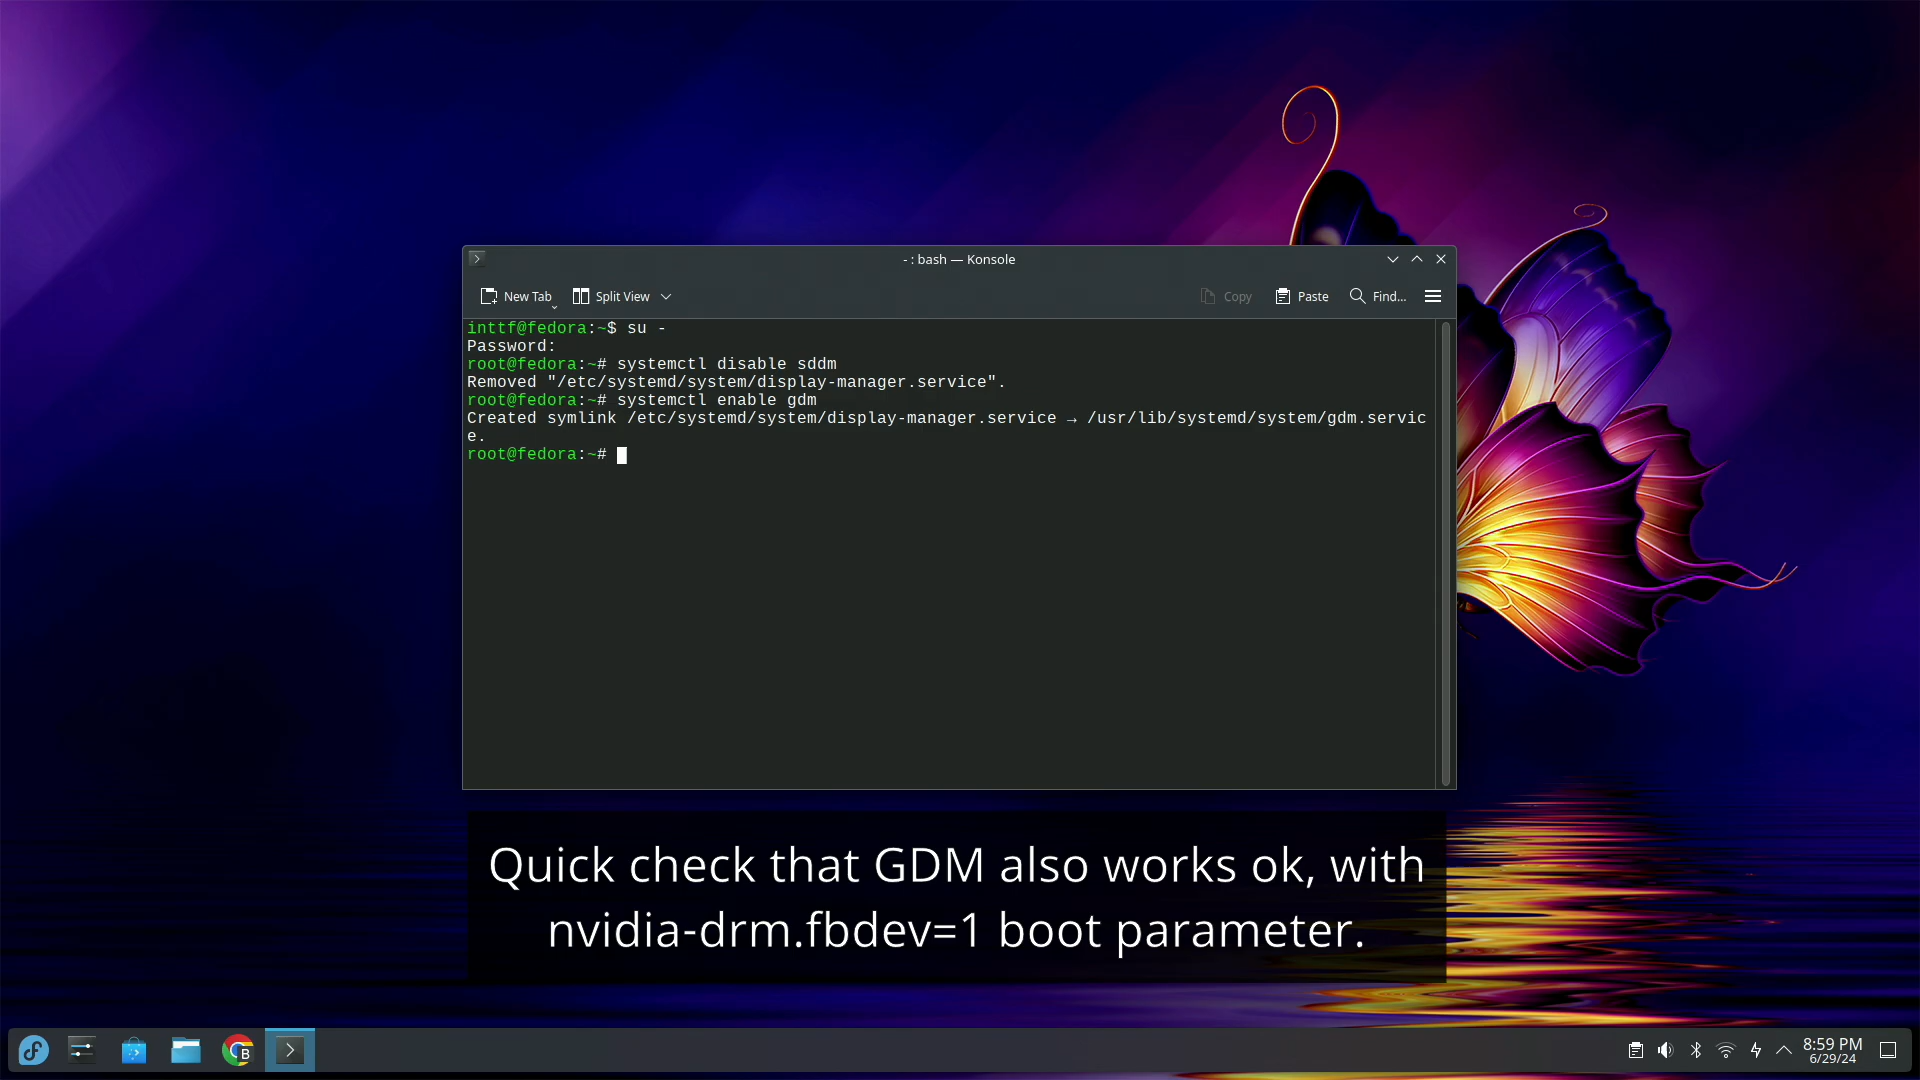 - : bash — Konsole
New Tab Split View Copy Paste Find...
inttf@fedora:~$ su -
Password:
root@fedora:~# systemctl disable sddm
Removed "/etc/systemd/system/display-manager.service".
root@fedora:~# systemctl enable gdm
Created symlink /etc/systemd/system/display-manager.service → /usr/lib/systemd/system/gdm.servic
e.
root@fedora:~#
Quick check that GDM also works ok, with
nvidia-drm.fbdev=1 boot parameter.
B
8:59 PM
6/29/24